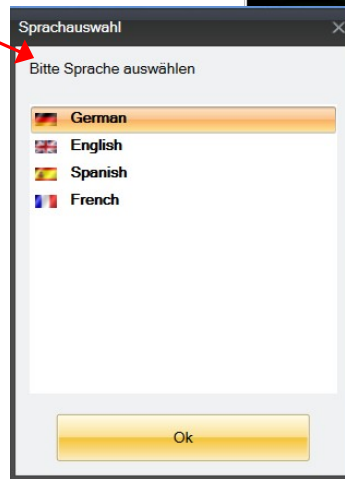 Sprachauswahl
Bitte Sprache auswählen
German
English
Spanish
French
Ok